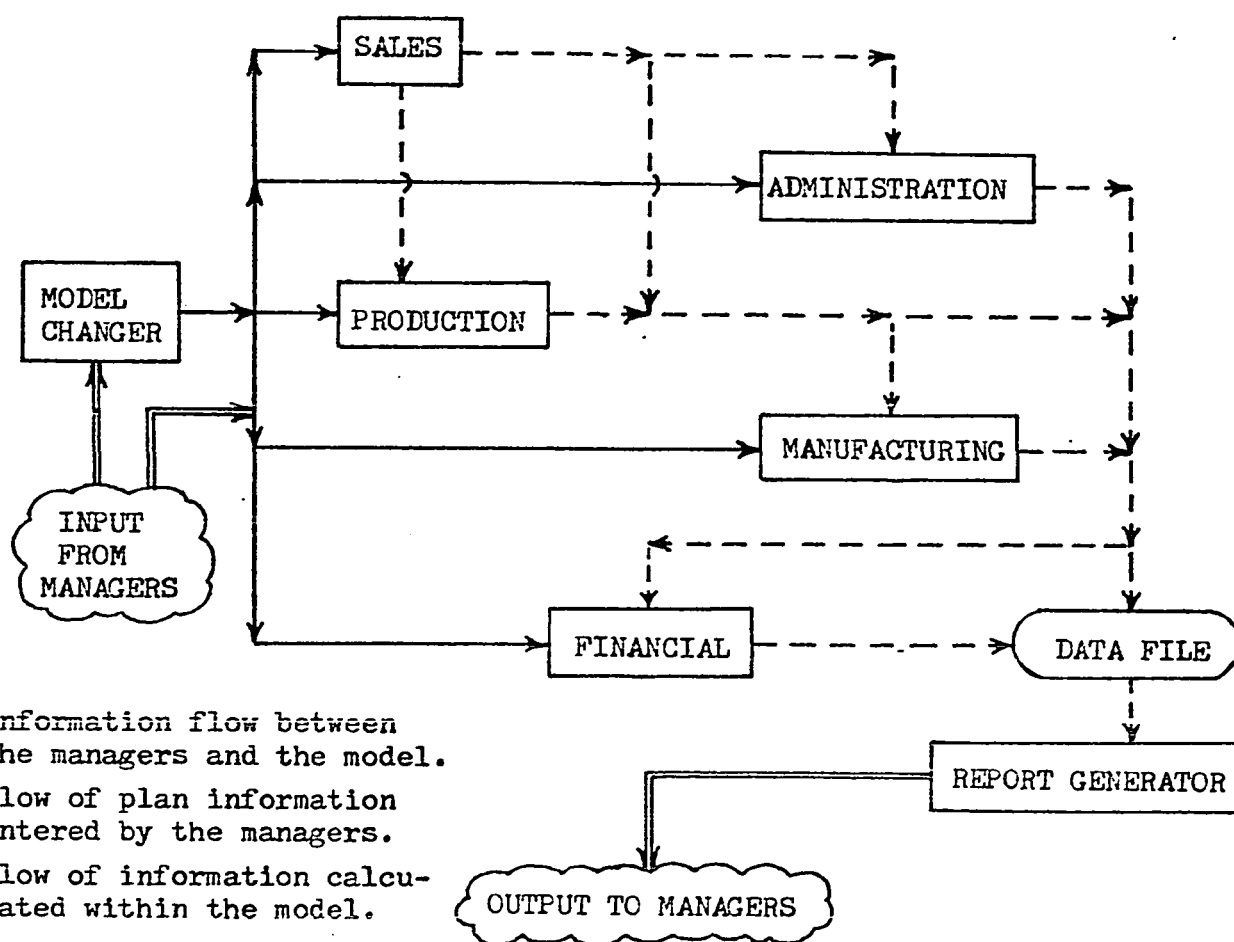 SALES
ADMINISTRATION
MODEL
CHANGER
PRODUCTION
MANUFACTURING
INPUT
FROM
MANAGERS
FINANCIAL
DATA FILE
nformation flow between
he managers and the model.
low of plan information
ntered by the managers.
low of information calcu-
ated within the model.
REPORT GENERATOR
OUTPUT TO MANAGERS